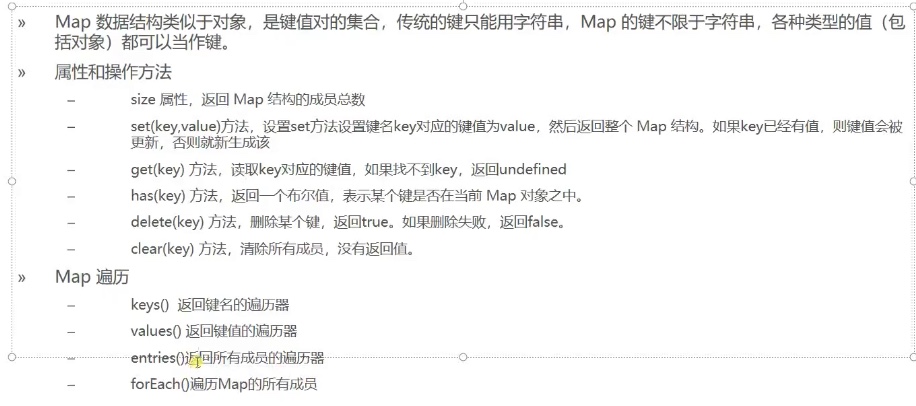 » Map 数据结构类似于对象，是键值对的集合，传统的键只能用字符串，Map 的键不限于字符串，各种类型的值（包
括对象）都可以当作键。
» 属性和操作方法
– size 属性，返回 Map 结构的成员总数
– set(key,value)方法，设置set方法设置键名key对应的键值为value，然后返回整个 Map 结构。如果key已经有值，则键值会被
更新，否则就新生成该
– get(key) 方法，读取key对应的键值，如果找不到key，返回undefined
– has(key) 方法，返回一个布尔值，表示某个键是否在当前 Map 对象之中。
– delete(key) 方法，删除某个键，返回true。如果删除失败，返回false。
– clear(key) 方法，清除所有成员，没有返回值。
» Map 遍历
– keys() 返回键名的遍历器
– values() 返回键值的遍历器
– entries()返回所有成员的遍历器
– forEach()遍历Map的所有成员